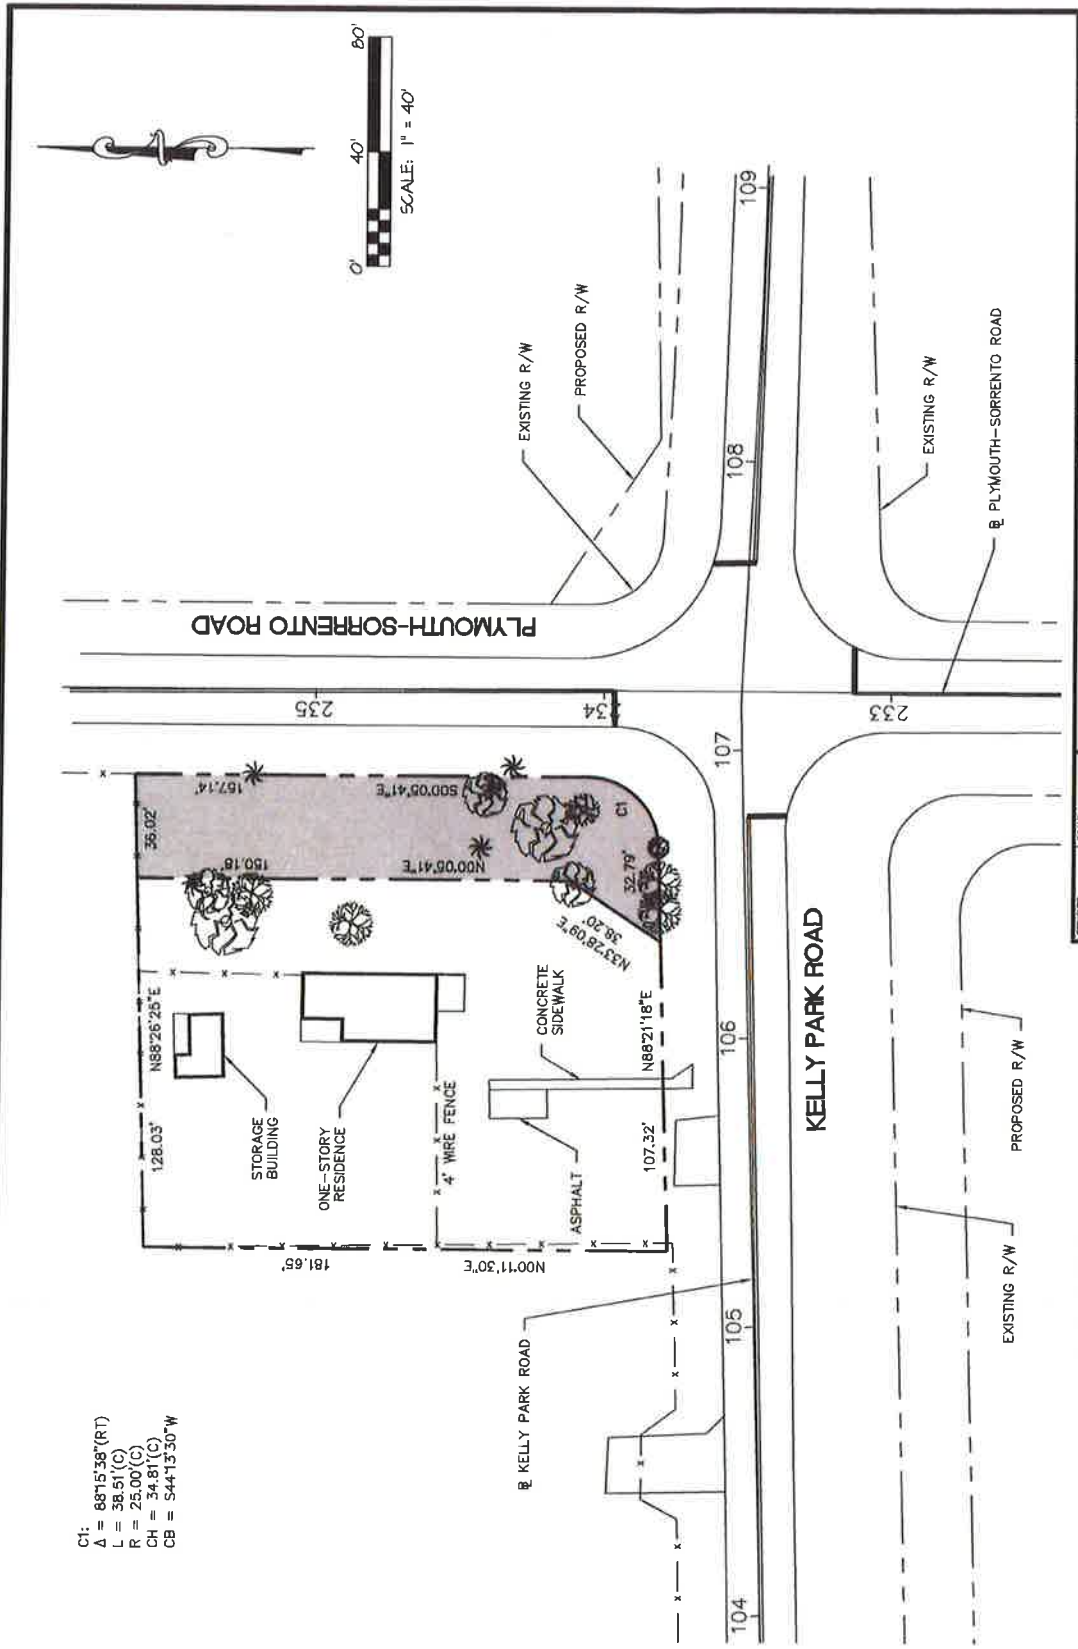 0'
40'
80'
SCALE: 1" = 40'
C1:
Δ = 88°15'38"(RT)
L = 38.51'(C)
R = 25.00'(C)
CH = 34.81'(C)
CB = S44°13'30"W
128.03'
N88°26'25"E
36.02'
157.14'
S00°05'41"E
150.18'
N00°05'41"E
C1
32.79'
N33°28'09"E
38.20'
181.65'
N00°11'30"E
107.32'
N88°21'18"E
STORAGE
BUILDING
ONE-STORY
RESIDENCE
4' WIRE FENCE
ASPHALT
CONCRETE
SIDEWALK
PLYMOUTH-SORRENTO ROAD
235
234
233
EXISTING R/W
PROPOSED R/W
℄ KELLY PARK ROAD
104
105
106
107
108
109
KELLY PARK ROAD
EXISTING R/W
PROPOSED R/W
EXISTING R/W
℄ PLYMOUTH-SORRENTO ROAD